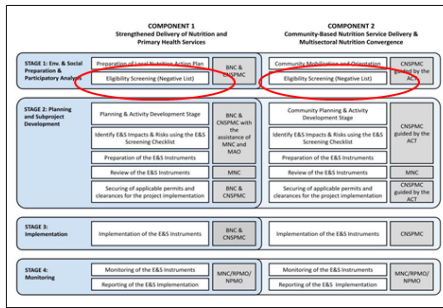 COMPONENT 1
Strengthened Delivery of Nutrition and
Primary Health Services
COMPONENT 2
Community-Based Nutrition Service Delivery &
Multisectoral Nutrition Convergence
STAGE 1: Env. & Social
Preparation &
Participatory Analysis
Preparation of Local Nutrition Action Plan
Eligibility Screening (Negative List)
BNC &
CNSPMC
Community Mobilization and Orientation
Eligibility Screening (Negative List)
CNSPMC
guided by the
ACT
STAGE 2: Planning
and Subproject
Development
Planning & Activity Development Stage
Identify E&S Impacts & Risks using the E&S
Screening Checklist
Preparation of the E&S Instruments
BNC &
CNSPMC with
the
assistance of
MNC and
MAO
Review of the E&S Instruments
MNC
Securing of applicable permits and
clearances for the project implementation
BNC &
CNSPMC
Community Planning & Activity
Development Stage
Identify E&S Impacts & Risks using the E&S
Screening Checklist
Preparation of the E&S Instruments
CNSPMC
guided by the
ACT
Review of the E&S Instruments
MNC
Securing of applicable permits and
clearances for the project implementation
CNSPMC
guided by the
ACT
STAGE 3:
Implementation
Implementation of the E&S Instruments
BNC &
CNSPMC
Implementation of the E&S Instruments
CNSPMC
STAGE 4:
Monitoring
Monitoring of the E&S Instruments
Reporting of the E&S Implementation
MNC/RPMO/
NPMO
Monitoring of the E&S Instruments
Reporting of the E&S Implementation
MNC/RPMO/
NPMO